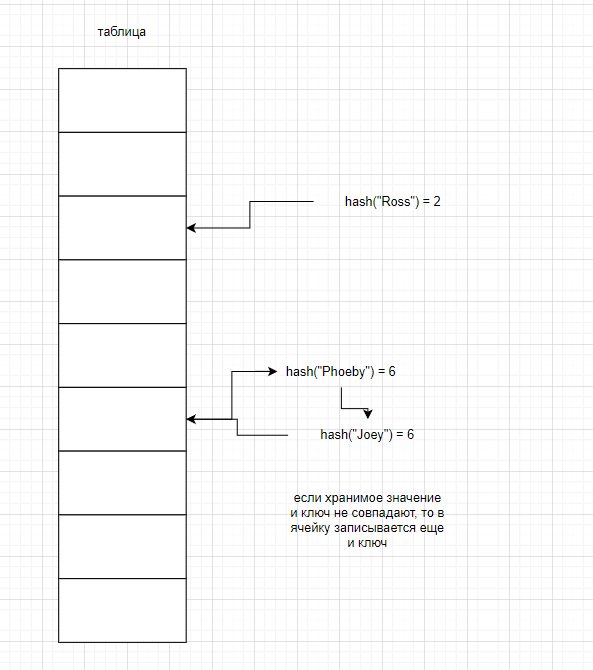 таблица
hash("Ross") = 2
hash("Phoeby") = 6
hash("Joey") = 6
если хранимое значение
и ключ не совпадают, то в
ячейку записывается еще
и ключ